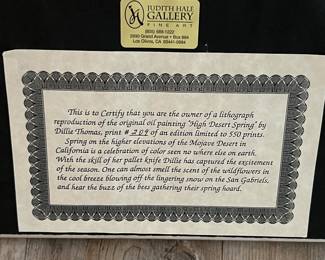 JUDITH HALE
GALLERY
FINE ART
(805) 688-1222
2890 Grand Avenue • Box 884
Los Olivos, CA 93441-0884
This is to Certify that you are the owner of a lithograph
reproduction of the original oil painting "High Desert Spring" by
Dillie Thomas, print # 209 of an edition limited to 550 prints.
Spring on the higher elevations of the Mojave Desert in
California is a celebration of color seen no where else on earth.
With the skill of her pallet knife Dillie has captured the excitement
of the season. One can almost smell the scent of the wildflowers in
the cool breeze blowing off the lingering snow on the San Gabriels,
and hear the buzz of the bees gathering their spring hoard.